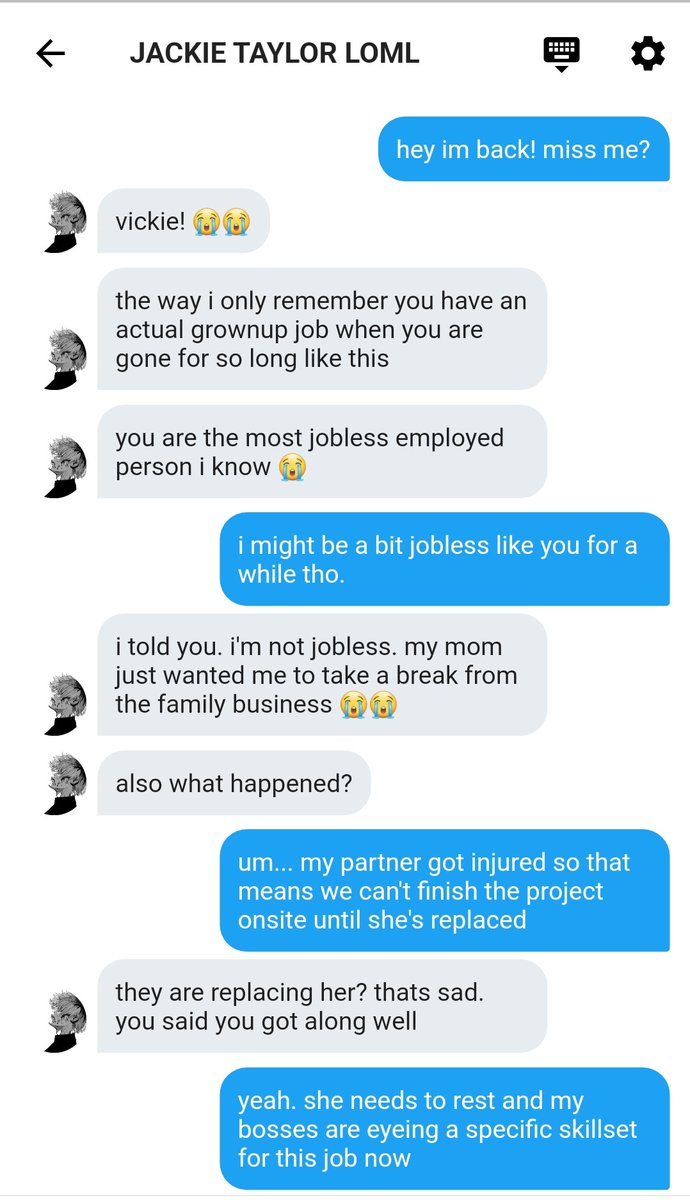 JACKIE TAYLOR LOML
hey im back! miss me?
vickie! 😭😭
the way i only remember you have an
actual grownup job when you are
gone for so long like this
you are the most jobless employed
person i know 😭
i might be a bit jobless like you for a
while tho.
i told you. i'm not jobless. my mom
just wanted me to take a break from
the family business 😭😭
also what happened?
um... my partner got injured so that
means we can't finish the project
onsite until she's replaced
they are replacing her? thats sad.
you said you got along well
yeah. she needs to rest and my
bosses are eyeing a specific skillset
for this job now